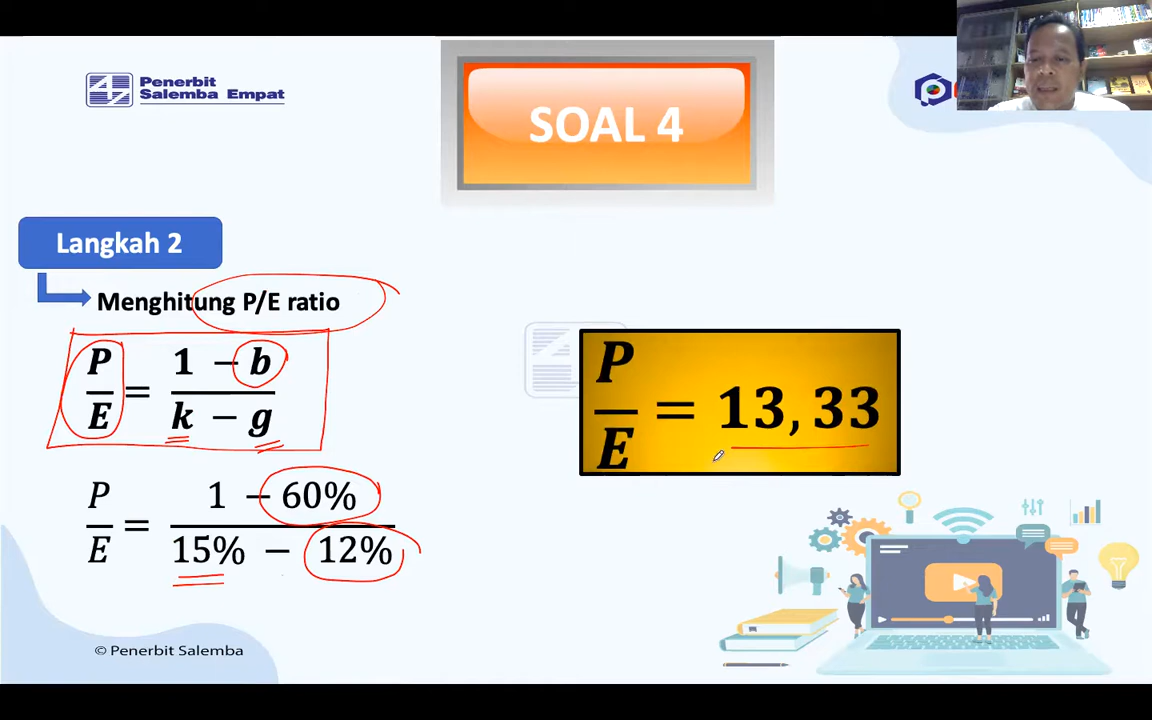 Penerbit
Salemba Empat
SOAL 4
Langkah 2
Menghitung P/E ratio
P/E = (1 − b)/(k − g)
P/E = (1 − 60%)/(15% − 12%)
P/E = 13,33
© Penerbit Salemba